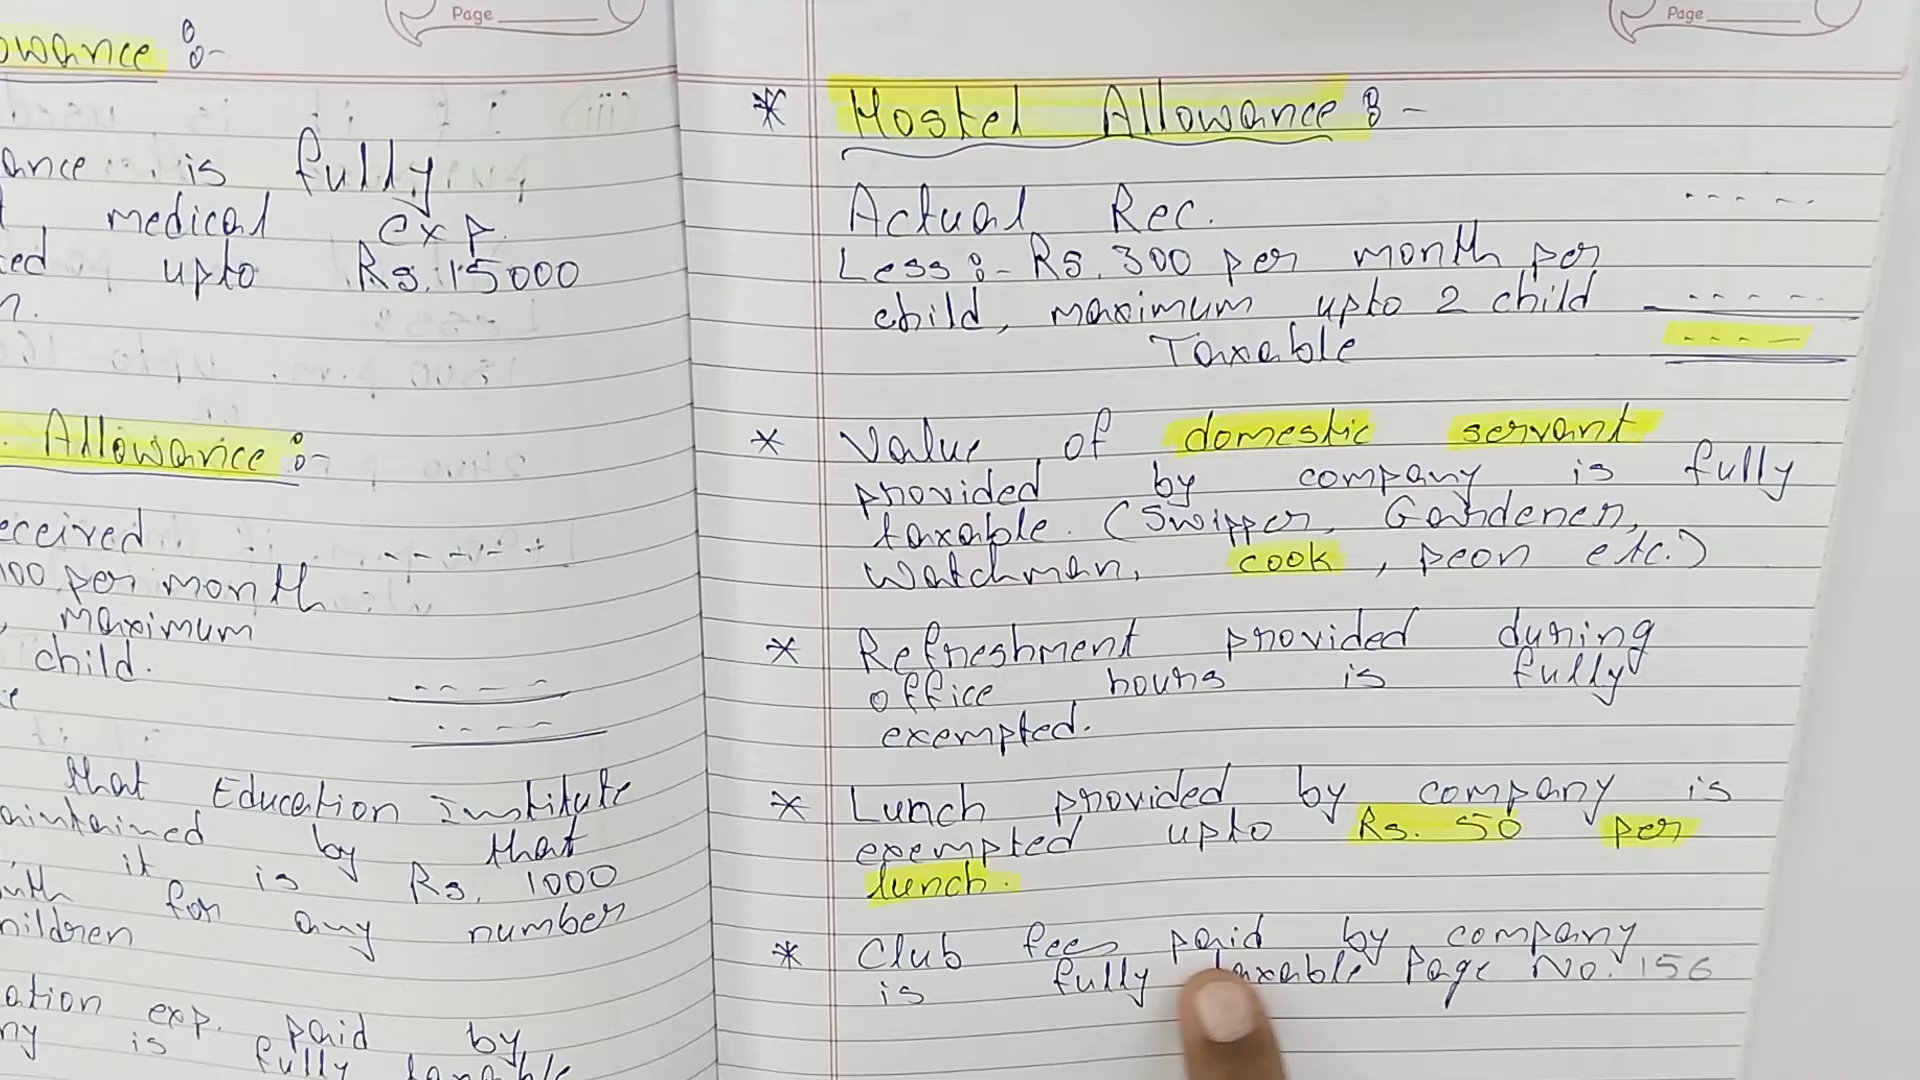 Page
owance :-
ance is fully
medical exp.
ted upto Rs. 15000
n.
. Allowance :-
eceived - - - - -
100 per month
, maximum
child. - - - -
- - - -
that Education Institute
aintained by that
, it is Rs. 1000
nth for any number
hildren
ation exp. paid by
ny is fully taxable
Page
* Hostel Allowance :-
Actual Rec. - - - - -
Less :- Rs. 300 per month per
child, maximum upto 2 child - - - - -
Taxable - - - -
* Value of domestic servant
provided by company is fully
taxable. (Swipper, Gardener,
Watchman, cook, peon etc.)
* Refreshment provided during
office hours is fully
exempted.
* Lunch provided by company is
exempted upto Rs. 50 per
lunch.
* Club fees paid by company
is fully taxable Page No. 156